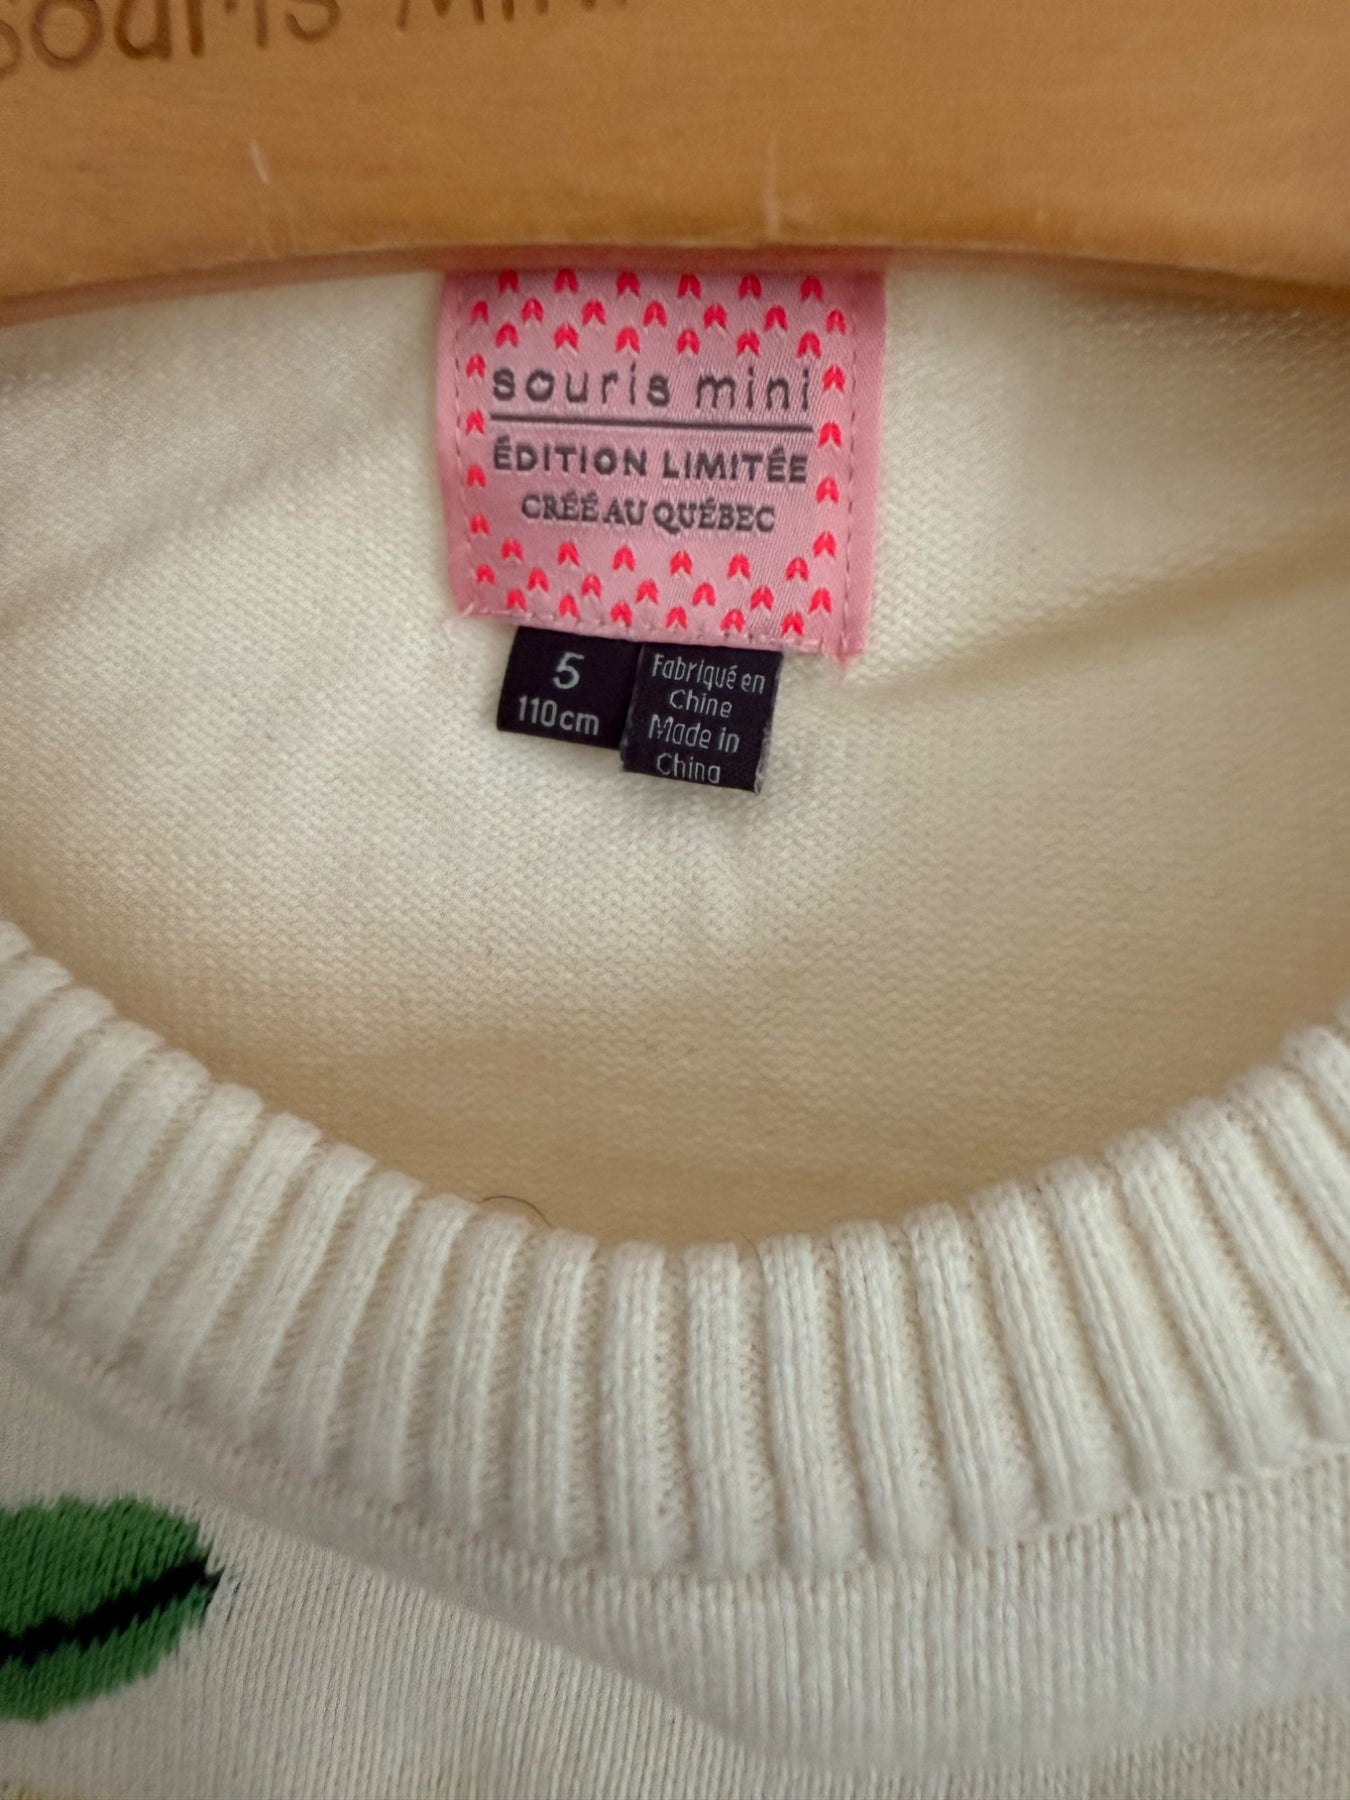 souris mini
souris mini
ÉDITION LIMITÉE
CRÉÉ AU QUÉBEC
5
110cm
Fabriqué en
Chine
Made in
China